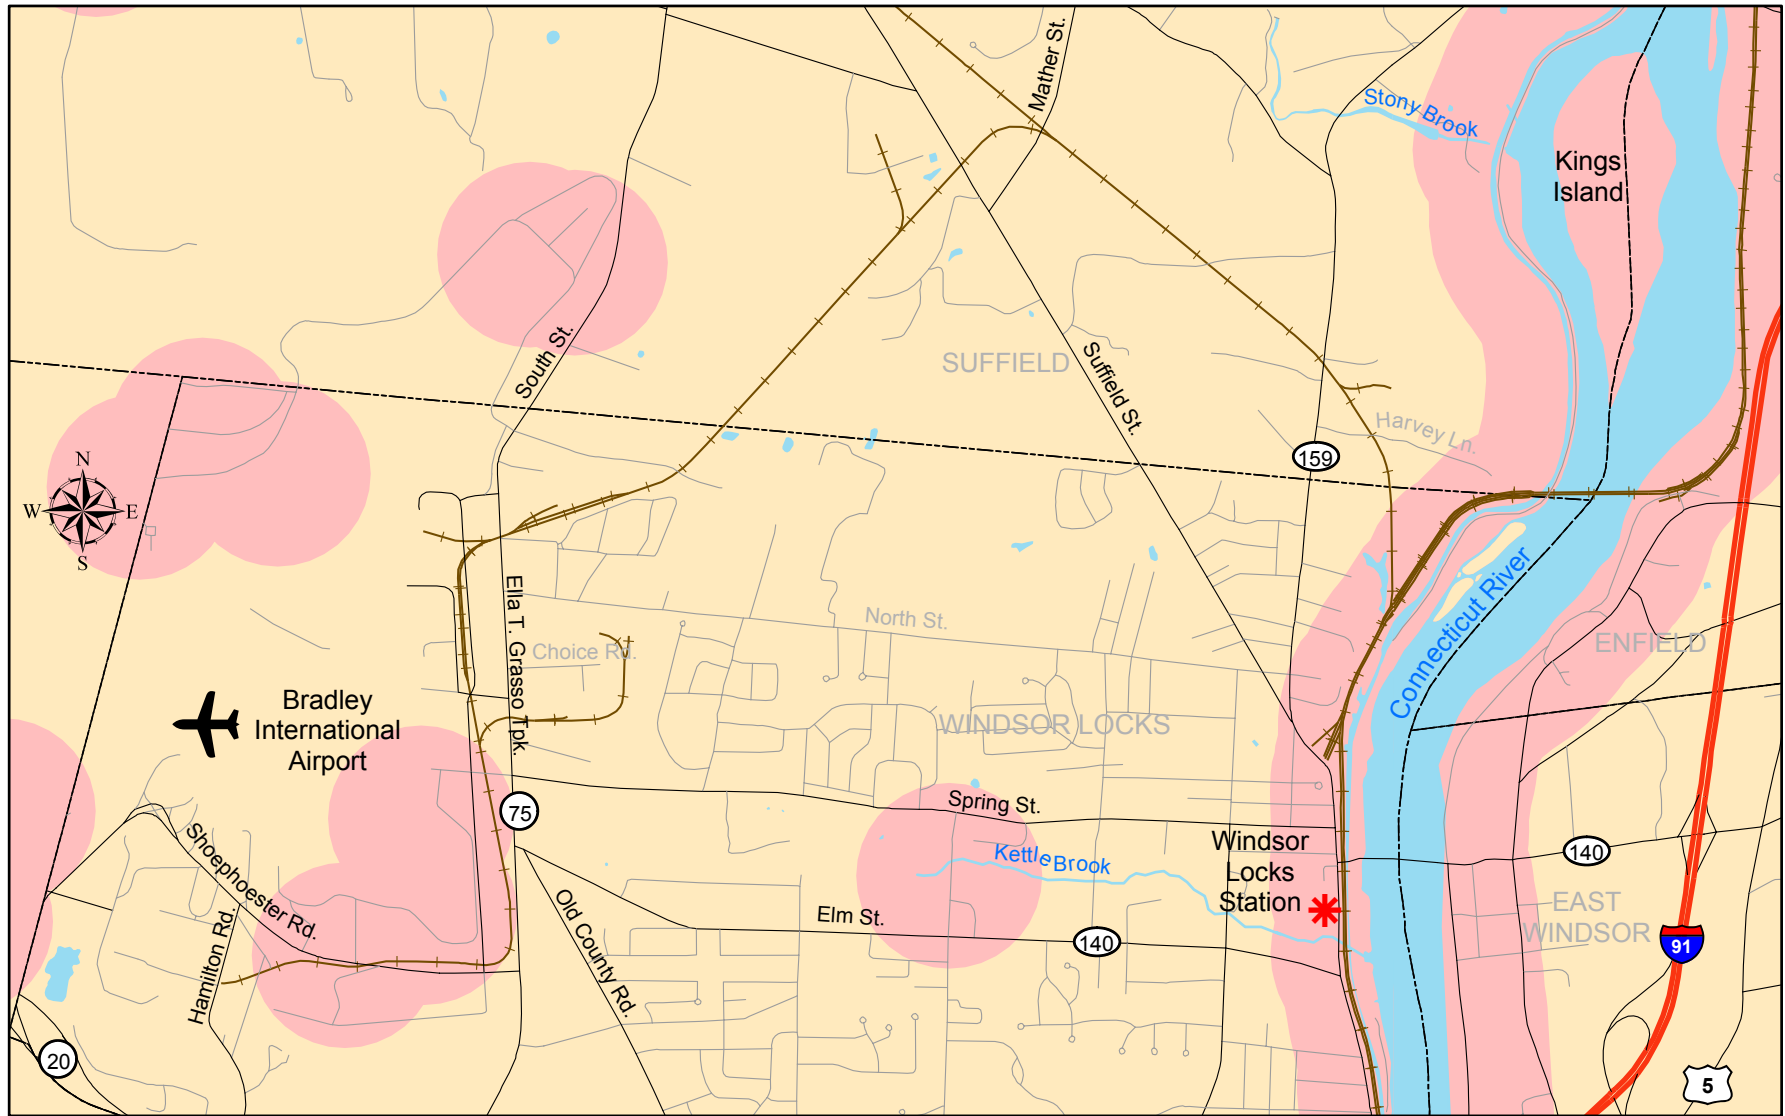 Mather St.
Stony Brook
Kings
Island
South St.
SUFFIELD
Suffield St.
Harvey Ln.
159
N
W
E
S
Connecticut River
Ella T. Grasso Tpk.
North St.
Choice Rd.
ENFIELD
Bradley
International
Airport
WINDSOR LOCKS
75
Spring St.
Shoephoester Rd.
Kettle Brook
Windsor
Locks
Station
140
Hamilton Rd.
Old County Rd.
Elm St.
140
EAST
WINDSOR
91
20
5